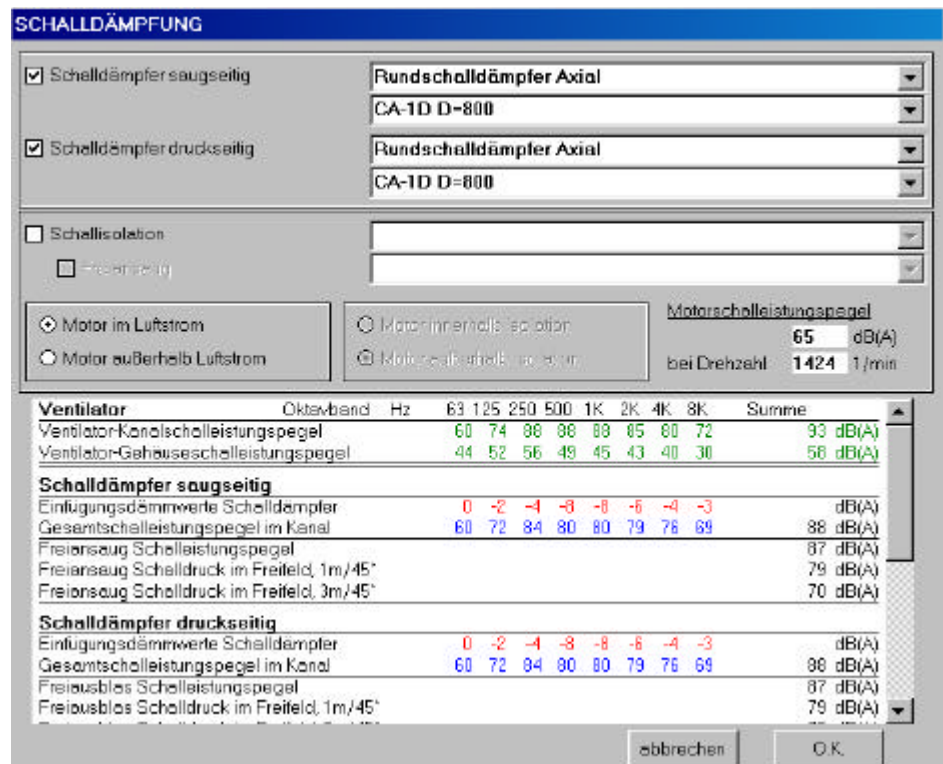 SCHALLDÄMPFUNG
Schalldämpfer saugseitig
Rundschalldämpfer Axial
CA-1D D=800
Schalldämpfer druckseitig
Rundschalldämpfer Axial
CA-1D D=800
Schallisolation
Motor im Luftstrom
Motor innerhalb Isolation
Motorschalleistungspegel
65 dB(A)
Motor außerhalb Luftstrom
bei Drehzahl 1424 1/min
Ventilator Oktavband Hz 63 125 250 500 1K 2K 4K 8K Summe
Ventilator-Kanalschalleistungspegel 60 74 88 88 88 85 80 72 93 dB(A)
Ventilator-Gehäuseschalleistungspegel 44 52 56 49 45 43 40 30 58 dB(A)
Schalldämpfer saugseitig
Einfügungsdämmwerte Schalldämpfer 0 -2 -4 -8 -8 -6 -4 -3 dB(A)
Gesamtschalleistungspegel im Kanal 60 72 84 80 80 79 76 69 88 dB(A)
Freiansaug Schalleistungspegel 87 dB(A)
Freiansaug Schalldruck im Freifeld, 1m/45° 79 dB(A)
Freiansaug Schalldruck im Freifeld, 3m/45° 70 dB(A)
Schalldämpfer druckseitig
Einfügungsdämmwerte Schalldämpfer 0 -2 -4 -8 -8 -6 -4 -3 dB(A)
Gesamtschalleistungspegel im Kanal 60 72 84 80 80 79 76 69 88 dB(A)
Freiausblas Schalleistungspegel 87 dB(A)
Freiausblas Schalldruck im Freifeld, 1m/45° 79 dB(A)
abbrechen
O.K.